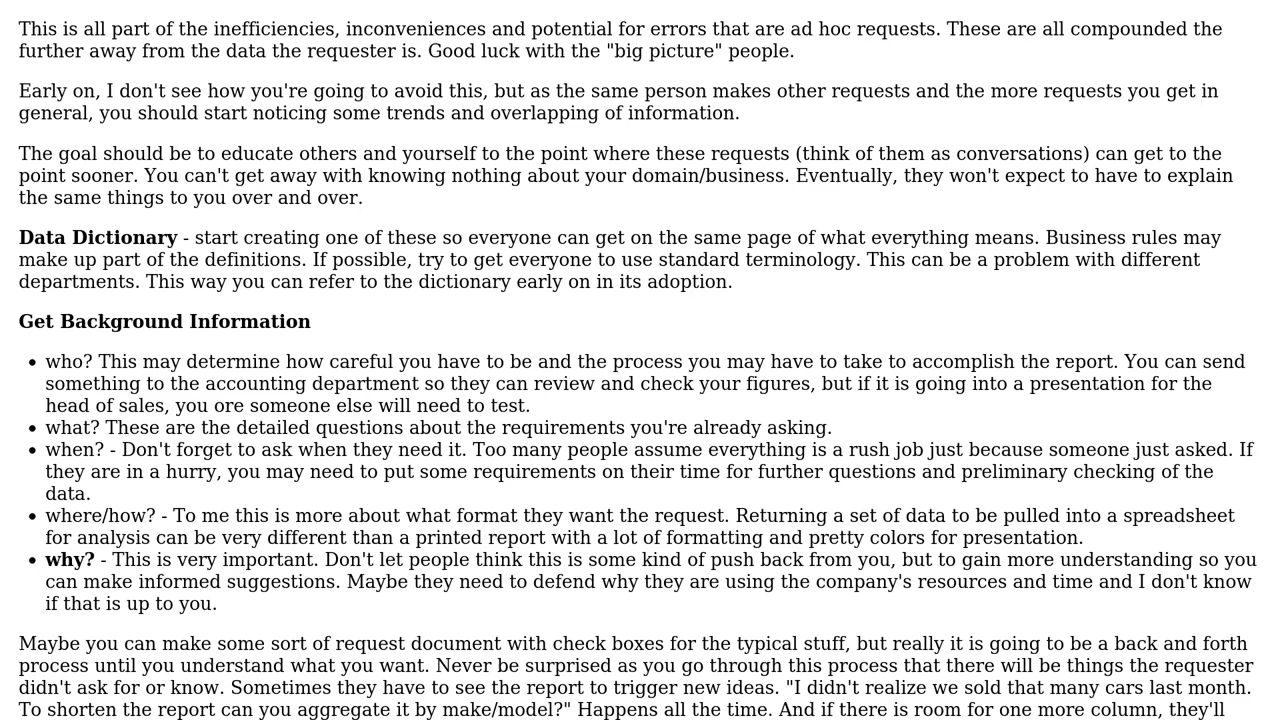 This is all part of the inefficiencies, inconveniences and potential for errors that are ad hoc requests. These are all compounded the
further away from the data the requester is. Good luck with the "big picture" people.
Early on, I don't see how you're going to avoid this, but as the same person makes other requests and the more requests you get in
general, you should start noticing some trends and overlapping of information.
The goal should be to educate others and yourself to the point where these requests (think of them as conversations) can get to the
point sooner. You can't get away with knowing nothing about your domain/business. Eventually, they won't expect to have to explain
the same things to you over and over.
Data Dictionary - start creating one of these so everyone can get on the same page of what everything means. Business rules may
make up part of the definitions. If possible, try to get everyone to use standard terminology. This can be a problem with different
departments. This way you can refer to the dictionary early on in its adoption.
Get Background Information
• who? This may determine how careful you have to be and the process you may have to take to accomplish the report. You can send
something to the accounting department so they can review and check your figures, but if it is going into a presentation for the
head of sales, you ore someone else will need to test.
• what? These are the detailed questions about the requirements you're already asking.
• when? - Don't forget to ask when they need it. Too many people assume everything is a rush job just because someone just asked. If
they are in a hurry, you may need to put some requirements on their time for further questions and preliminary checking of the
data.
• where/how? - To me this is more about what format they want the request. Returning a set of data to be pulled into a spreadsheet
for analysis can be very different than a printed report with a lot of formatting and pretty colors for presentation.
• why? - This is very important. Don't let people think this is some kind of push back from you, but to gain more understanding so you
can make informed suggestions. Maybe they need to defend why they are using the company's resources and time and I don't know
if that is up to you.
Maybe you can make some sort of request document with check boxes for the typical stuff, but really it is going to be a back and forth
process until you understand what you want. Never be surprised as you go through this process that there will be things the requester
didn't ask for or know. Sometimes they have to see the report to trigger new ideas. "I didn't realize we sold that many cars last month.
To shorten the report can you aggregate it by make/model?" Happens all the time. And if there is room for one more column, they'll